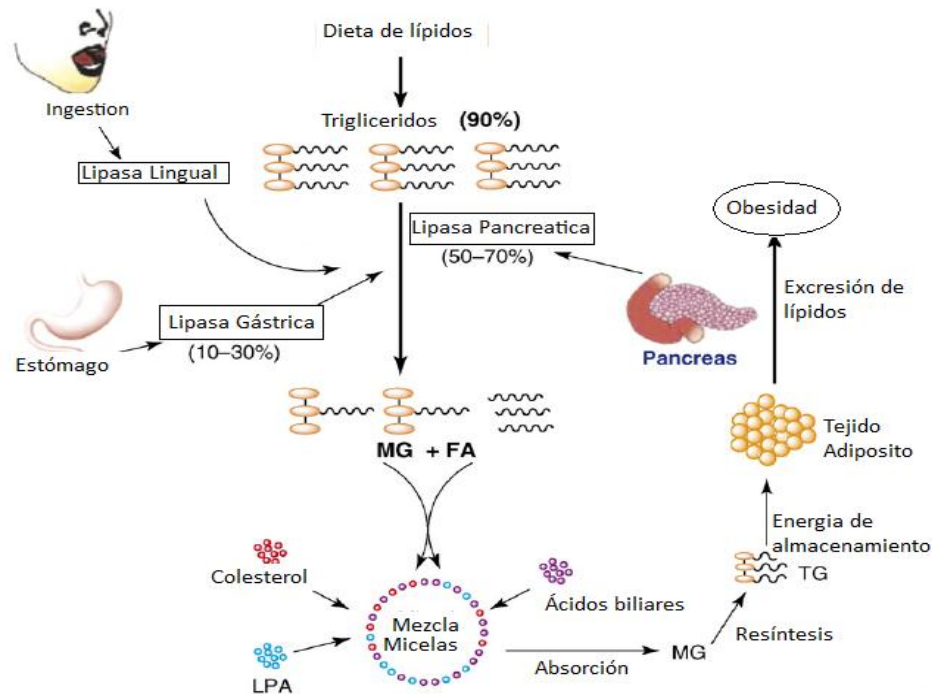 Dieta de lípidos
Ingestion
Trigliceridos (90%)
Lipasa Lingual
Lipasa Pancreatica
(50–70%)
Obesidad
Excresión de
lípidos
Lipasa Gástrica
(10–30%)
Estómago
Pancreas
MG + FA
Tejido
Adiposito
Energia de
almacenamiento
TG
Colesterol
Ácidos biliares
Mezcla
Micelas
Resíntesis
LPA
Absorción
MG